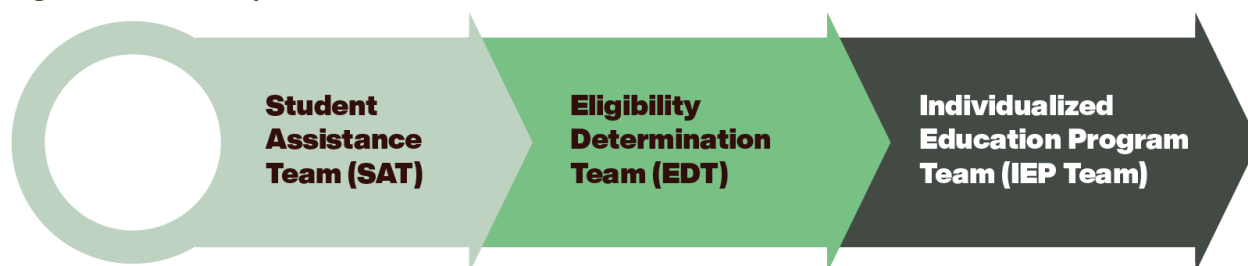 Student
Assistance
Team (SAT)
Eligibility
Determination
Team (EDT)
Individualized
Education Program
Team (IEP Team)